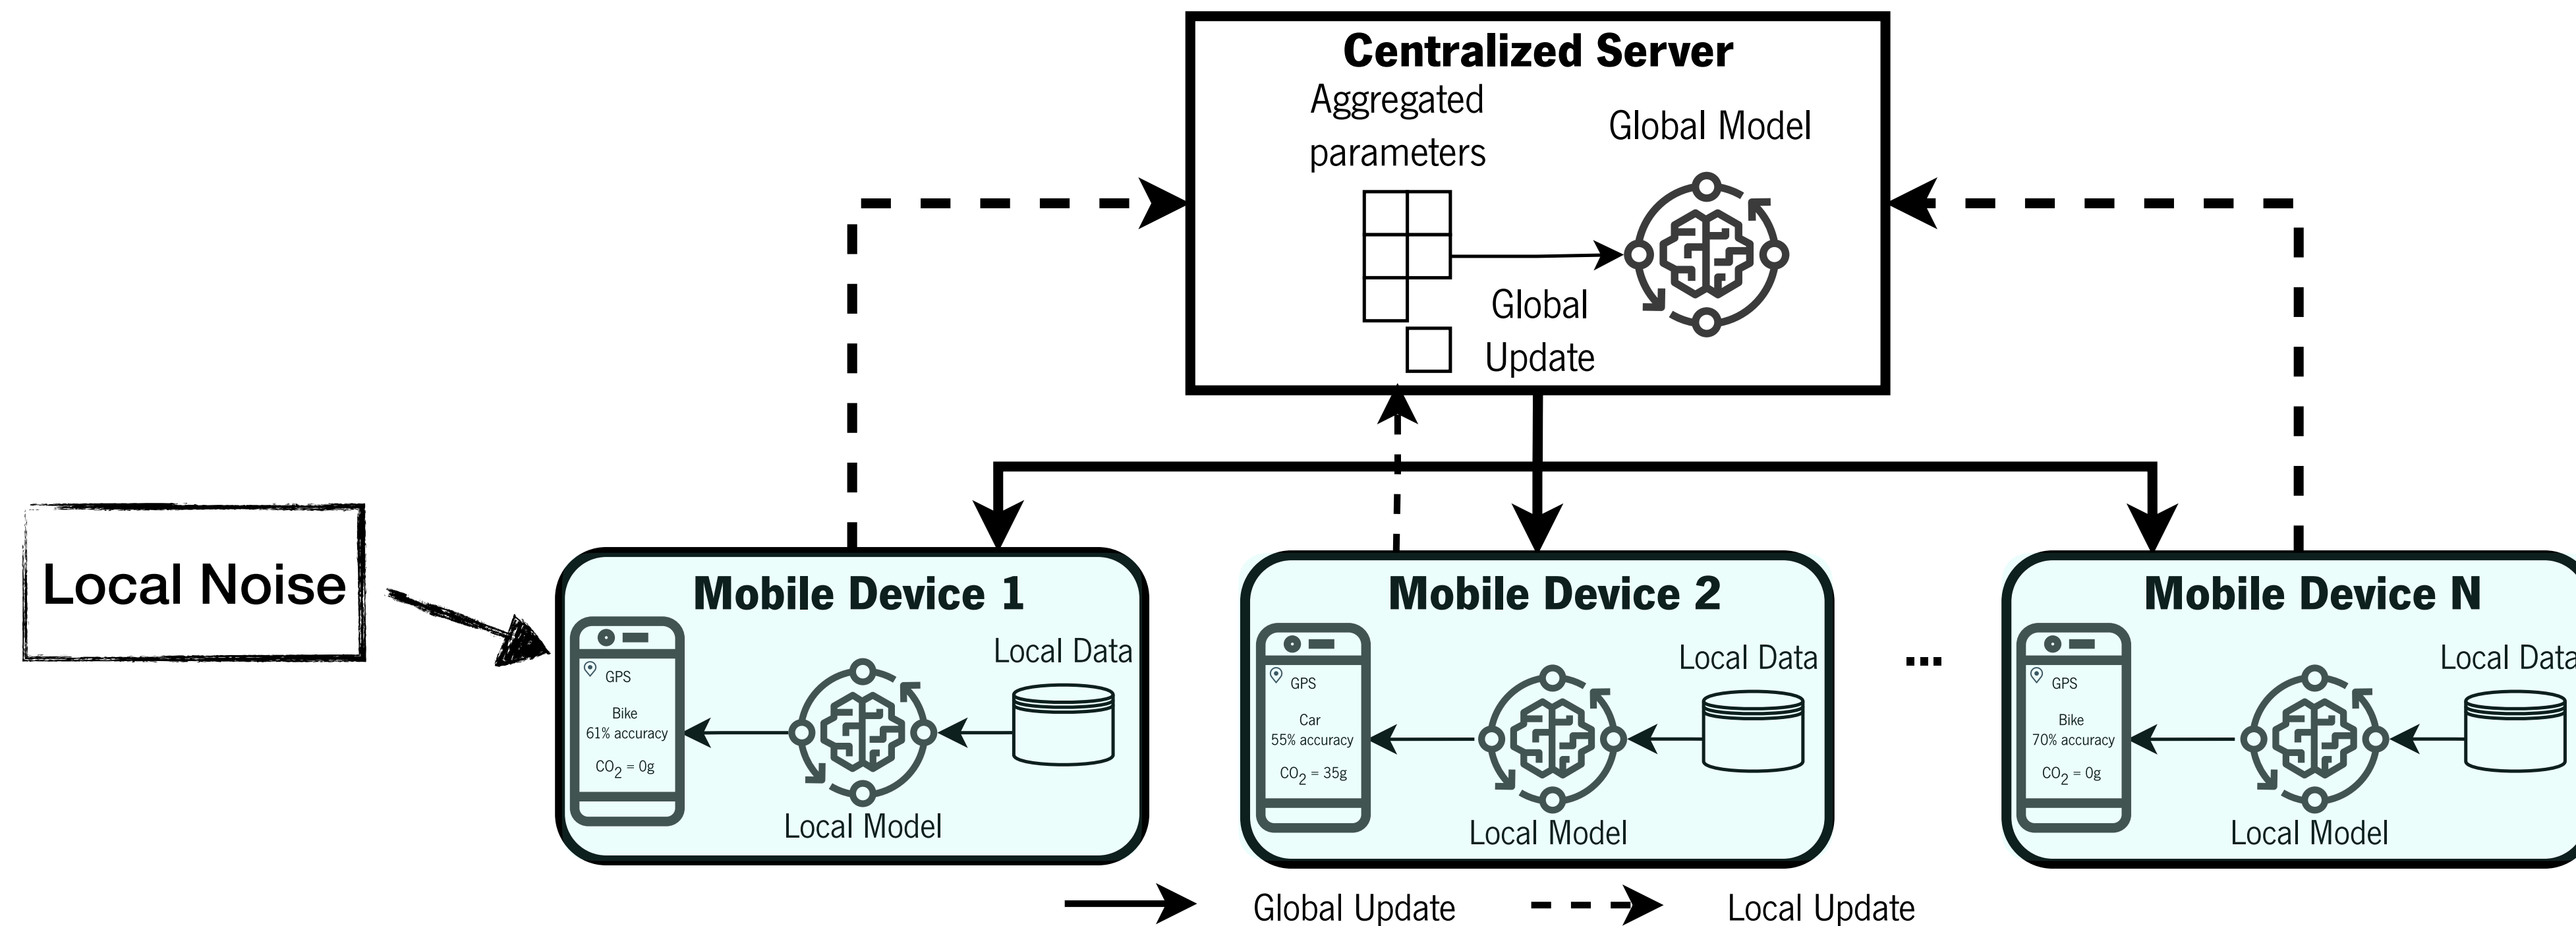 Centralized Server
Aggregated
parameters
Global Model
Global
Update
Local Noise
Mobile Device 1
Local Data
GPS
Bike
61% accuracy
CO2 = 0g
Local Model
Mobile Device 2
Local Data
GPS
Car
55% accuracy
CO2 = 35g
Local Model
...
Mobile Device N
Local Data
GPS
Bike
70% accuracy
CO2 = 0g
Local Model
Global Update
Local Update